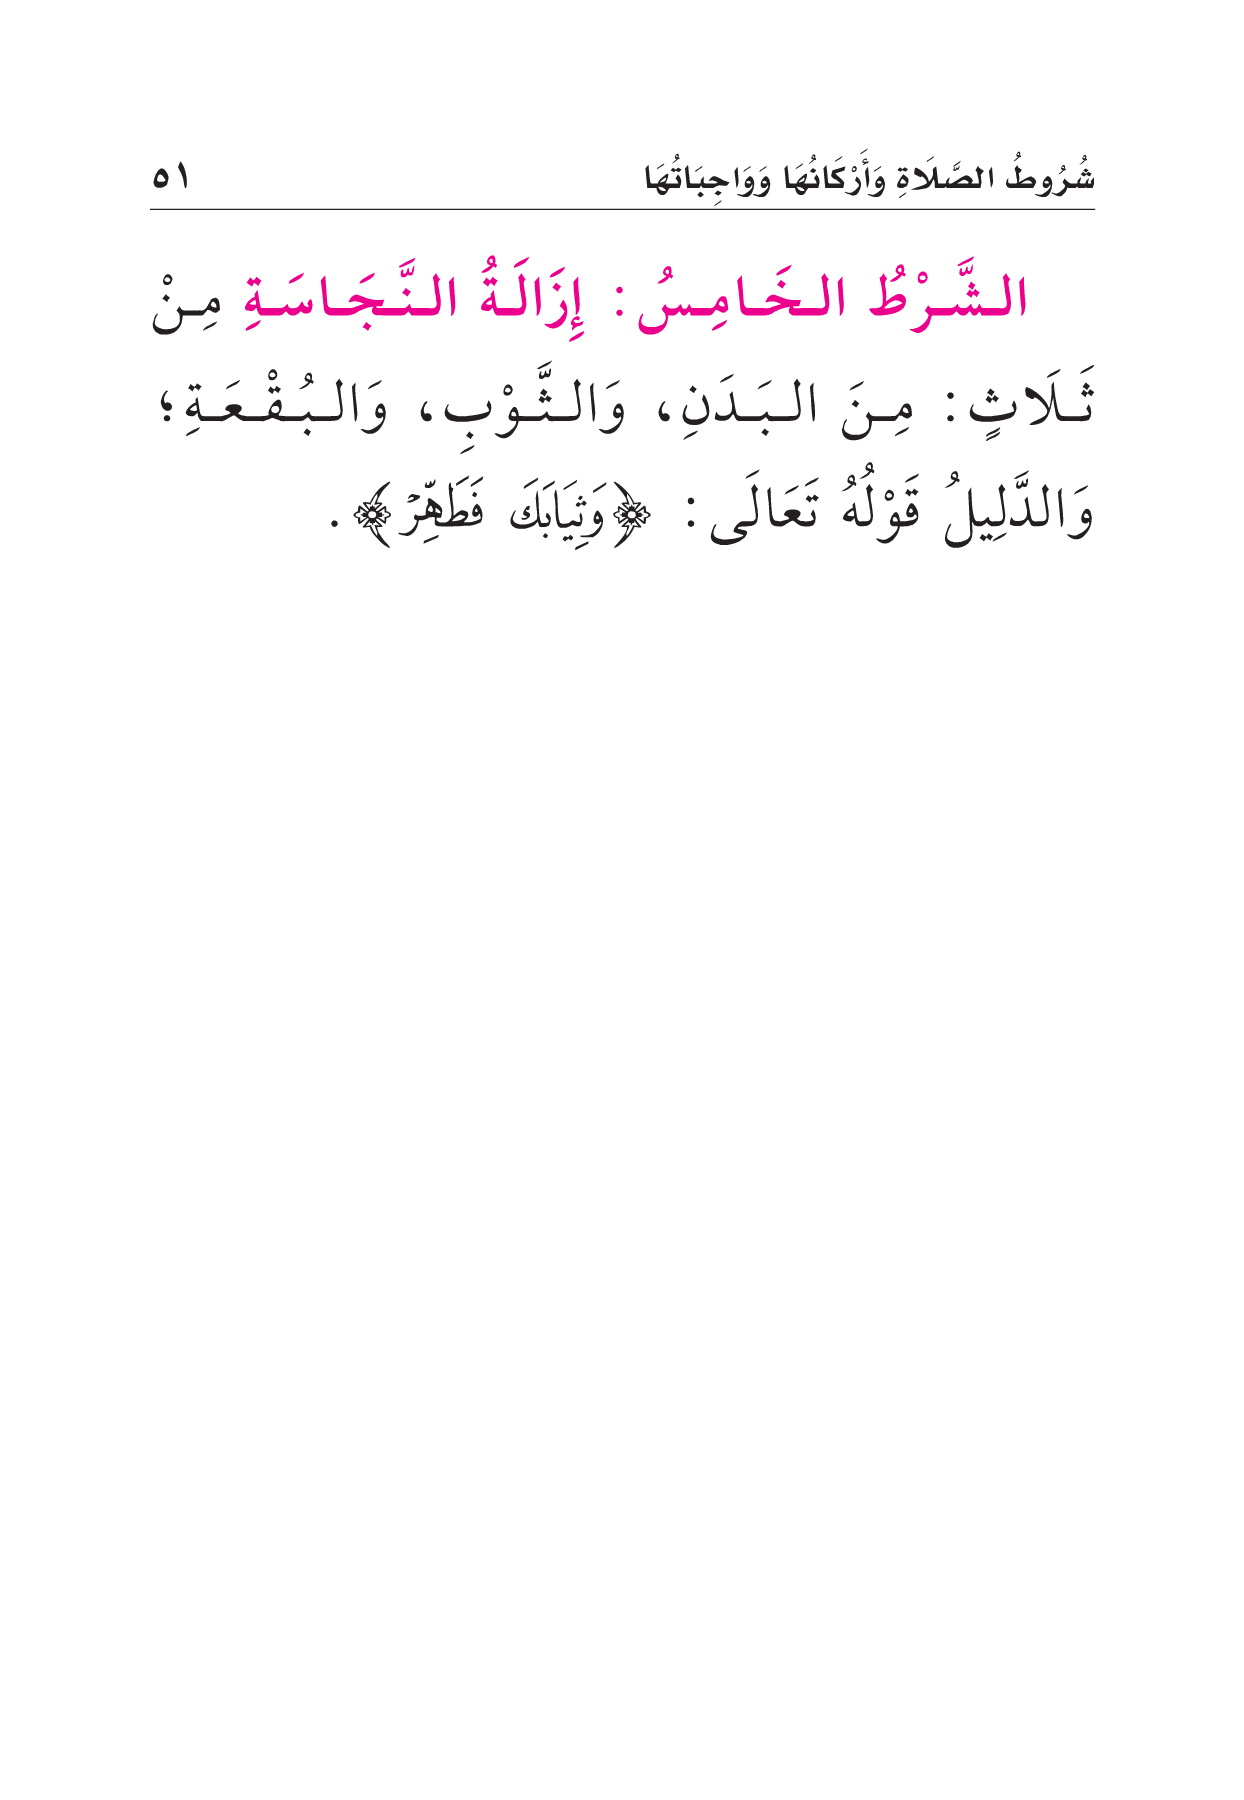 شُرُوطُ الصَّلَاةِ وَأَرْكَانُهَا وَوَاجِبَاتُهَا ٥١
الشَّرْطُ الخَامِسُ: إِزَالَةُ النَّجَاسَةِ مِنْ
ثَلَاثٍ: مِنَ البَدَنِ، وَالثَّوْبِ، وَالبُقْعَةِ؛
وَالدَّلِيلُ قَوْلُهُ تَعَالَى: ﴿وَثِيَابَكَ فَطَهِّرْ﴾.